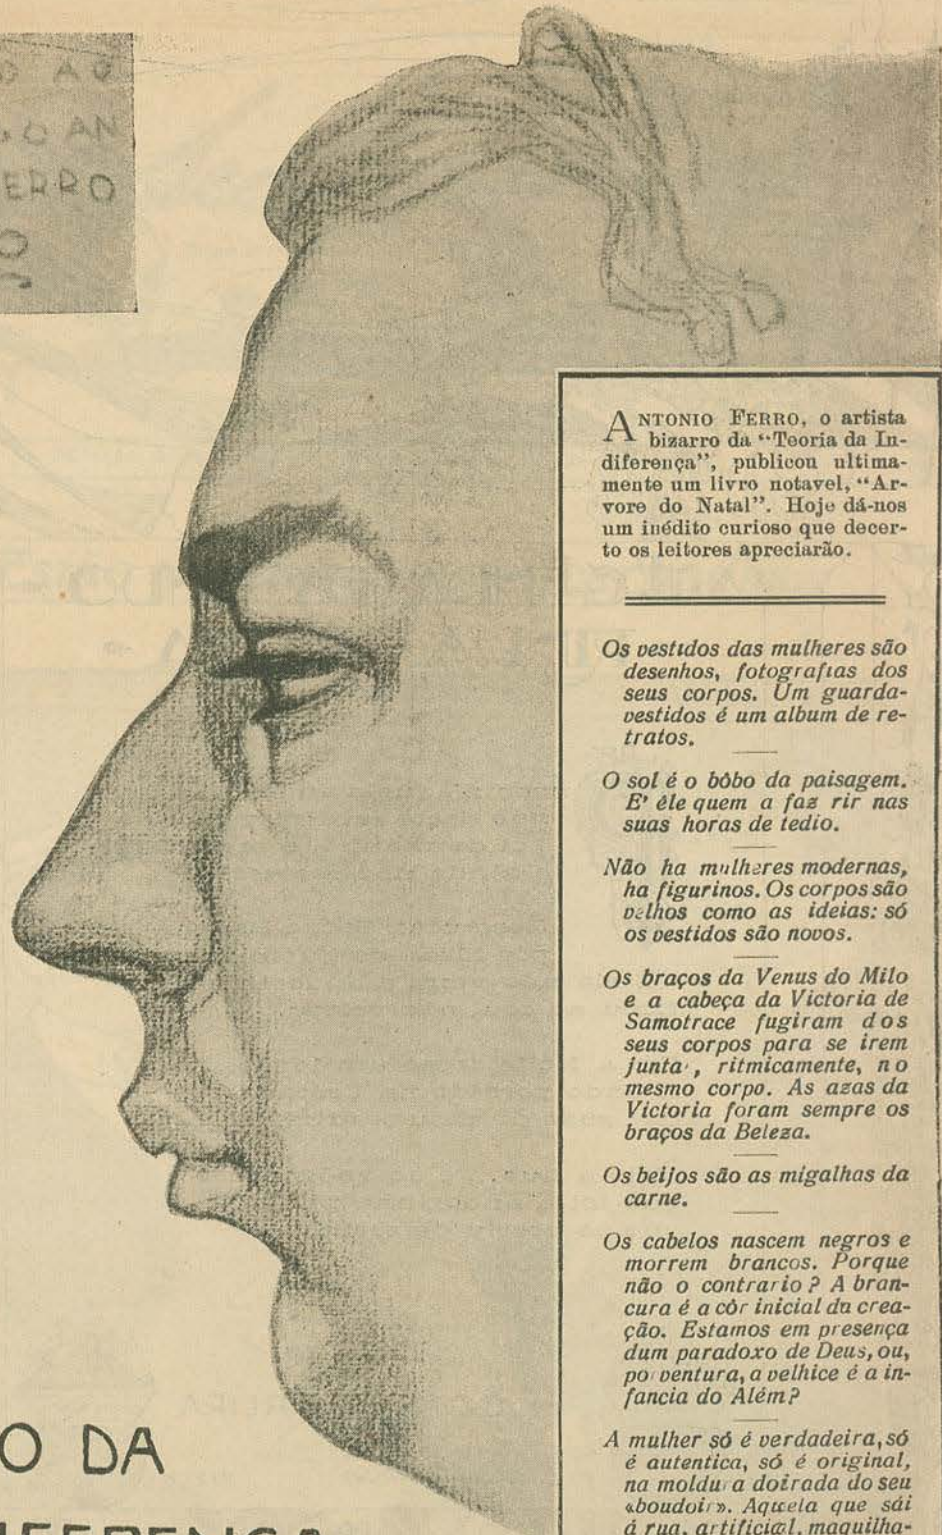 O AO
O AN
ERRO
O
ANTONIO FERRO, o artista
bizarro da “Teoria da In-
diferença”, publicou ultima-
mente um livro notavel, “Ar-
vore do Natal”. Hoje dá-nos
um inédito curioso que decer-
to os leitores apreciarão.
Os vestidos das mulheres são
desenhos, fotografias dos
seus corpos. Um guarda-
vestidos é um album de re-
tratos.
O sol é o bôbo da paisagem.
E' êle quem a faz rir nas
suas horas de tedio.
Não ha mulheres modernas,
ha figurinos. Os corpos são
velhos como as ideias: só
os vestidos são novos.
Os braços da Venus do Milo
e a cabeça da Victoria de
Samotrace fugiram dos
seus corpos para se irem
junta, ritmicamente, no
mesmo corpo. As azas da
Victoria foram sempre os
braços da Beleza.
Os beijos são as migalhas da
carne.
Os cabelos nascem negros e
morrem brancos. Porque
não o contrario? A bran-
cura é a côr inicial da crea-
ção. Estamos em presença
dum paradoxo de Deus, ou,
por ventura, a velhice é a in-
fancia do Além?
A mulher só é verdadeira, só
é autentica, só é original,
na moldura doirada do seu
«boudoir». Aquela que sái
á rua, artificial, maquilha-
O DA
IFERENÇA